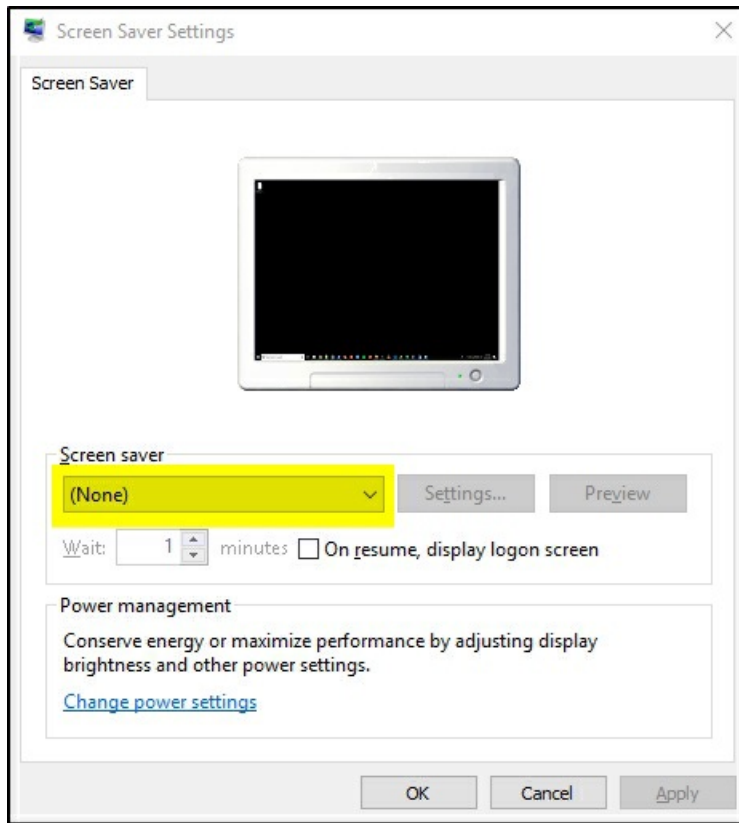 Screen Saver Settings
Screen Saver
Screen saver
(None)
Settings...
Preview
Wait: 1 minutes On resume, display logon screen
Power management
Conserve energy or maximize performance by adjusting display
brightness and other power settings.
Change power settings
OK Cancel Apply